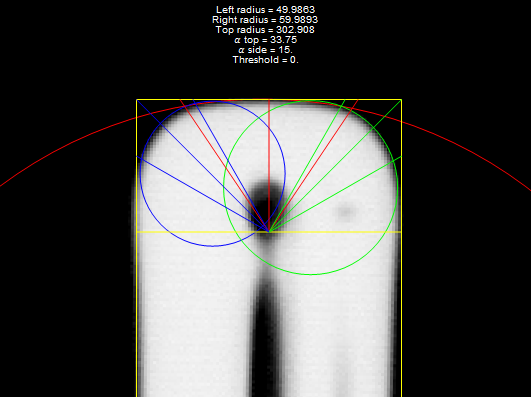 Left radius = 49.9863
Right radius = 59.9893
Top radius = 302.908
α top = 33.75
α side = 15.
Threshold = 0.